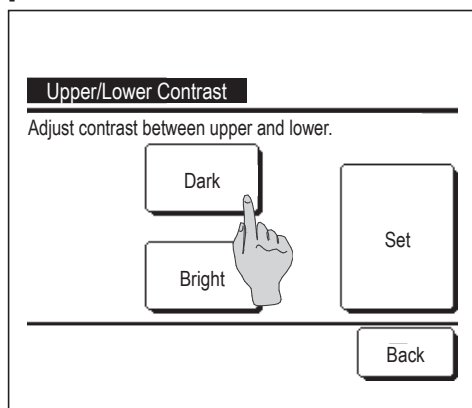 Upper/Lower Contrast
Adjust contrast between upper and lower.
Dark
Set
Bright
Back